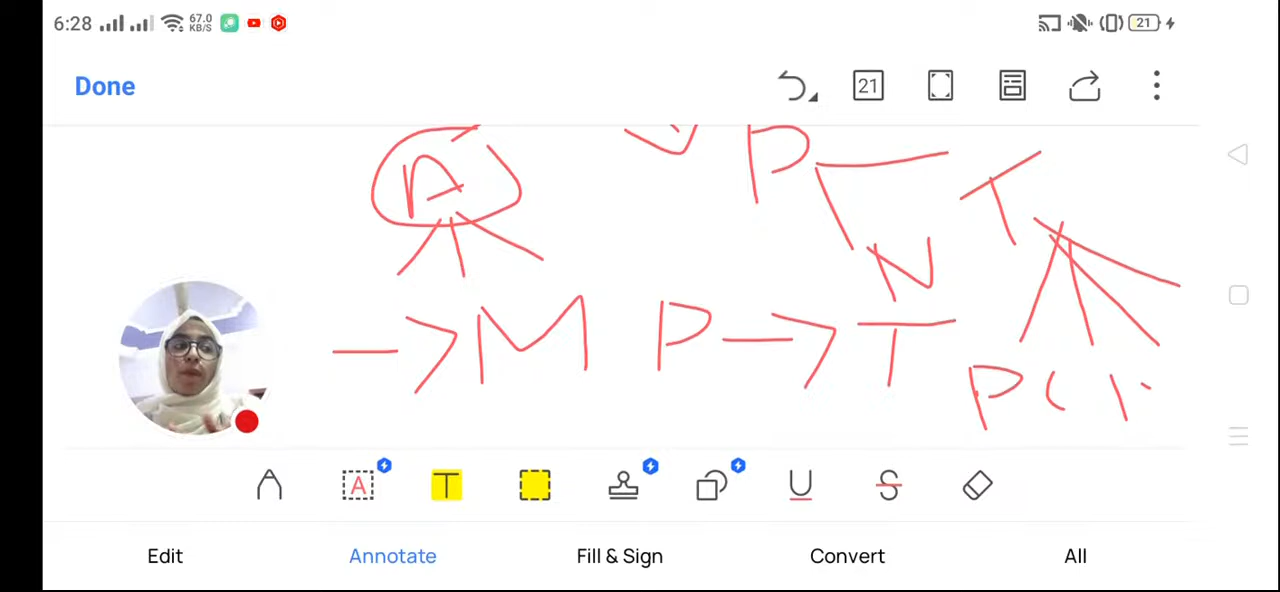 6:28 67.0 KB/S 21
Done 21
A P T
N
→ M P → T
P C
A T U S
Edit Annotate Fill & Sign Convert All